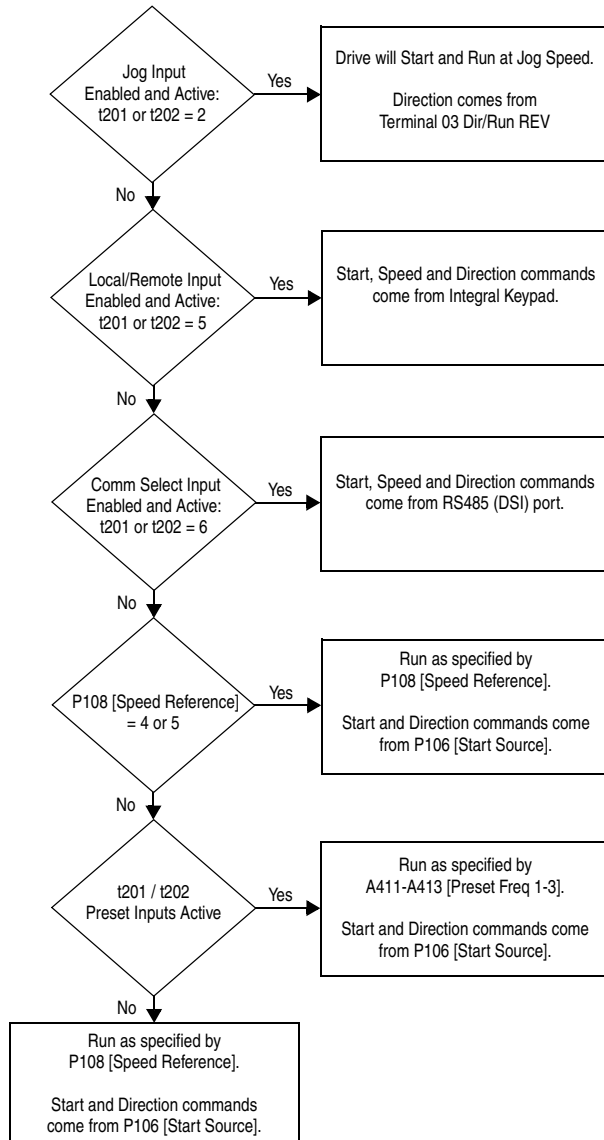 Jog Input
Enabled and Active:
t201 or t202 = 2
Yes
Drive will Start and Run at Jog Speed.
Direction comes from
Terminal 03 Dir/Run REV
No
Local/Remote Input
Enabled and Active:
t201 or t202 = 5
Yes
Start, Speed and Direction commands
come from Integral Keypad.
No
Comm Select Input
Enabled and Active:
t201 or t202 = 6
Yes
Start, Speed and Direction commands
come from RS485 (DSI) port.
No
P108 [Speed Reference]
= 4 or 5
Yes
Run as specified by
P108 [Speed Reference].
Start and Direction commands come
from P106 [Start Source].
No
t201 / t202
Preset Inputs Active
Yes
Run as specified by
A411-A413 [Preset Freq 1-3].
Start and Direction commands come
from P106 [Start Source].
No
Run as specified by
P108 [Speed Reference].
Start and Direction commands
come from P106 [Start Source].